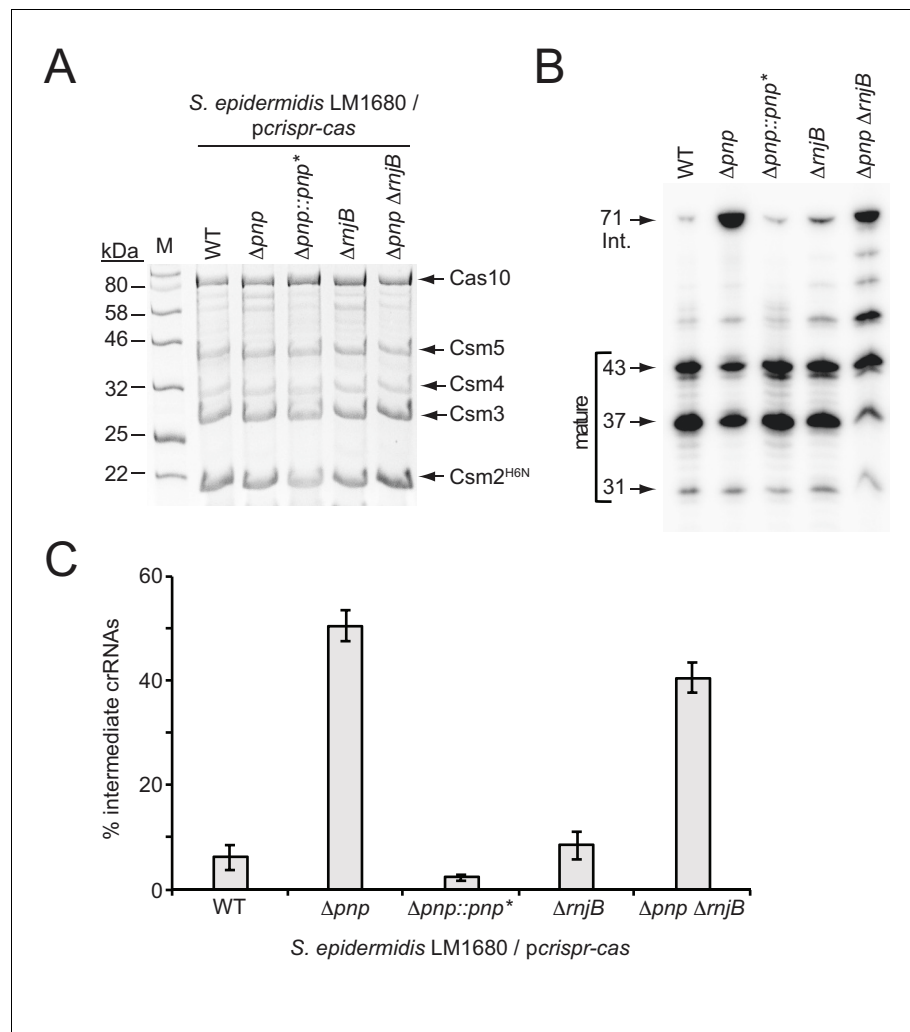 A
S. epidermidis LM1680 /
pcrispr-cas
kDa
M
WT
Δpnp
Δpnp::pnp*
ΔrnjB
Δpnp ΔrnjB
80
58
46
32
25
22
Cas10
Csm5
Csm4
Csm3
Csm2H6N
B
WT
Δpnp
Δpnp::pnp*
ΔrnjB
Δpnp ΔrnjB
71
Int.
mature
43
37
31
C
% intermediate crRNAs
60
40
20
0
WT Δpnp Δpnp::pnp* ΔrnjB Δpnp ΔrnjB
S. epidermidis LM1680 / pcrispr-cas